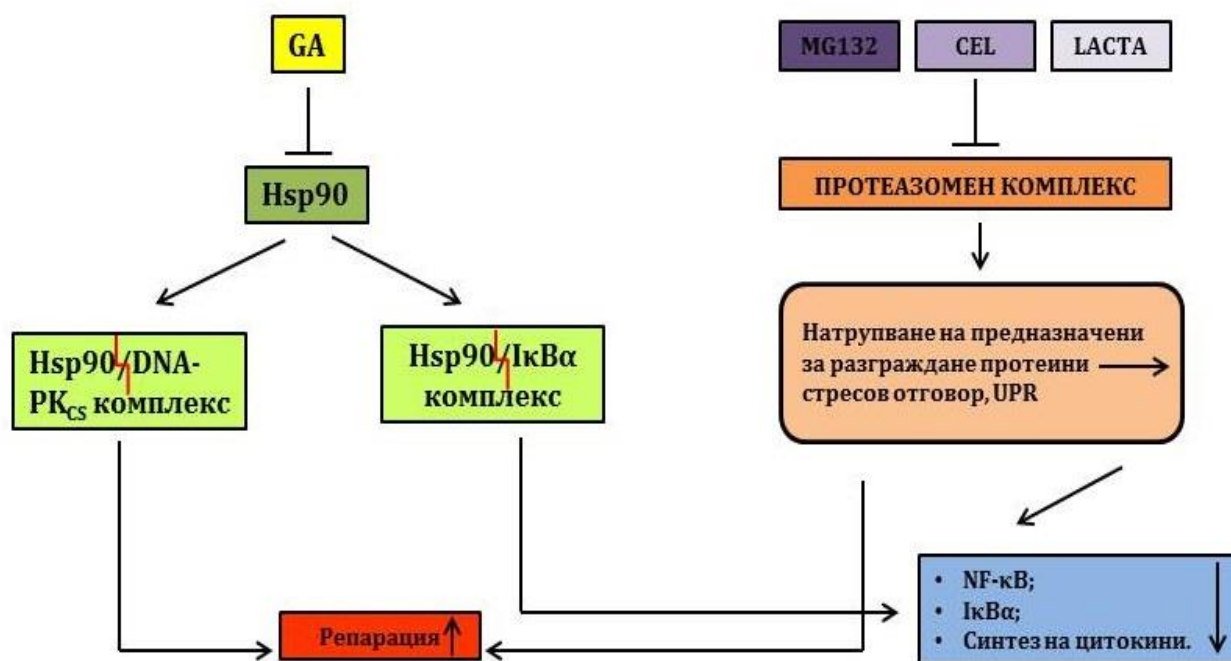 GA
MG132
CEL
LACTA
Hsp90
ПРОТЕАЗОМЕН КОМПЛЕКС
Hsp90/DNA-
PKCS комплекс
Hsp90/IκBα
комплекс
Натрупване на предназначени
за разграждане протеини
стресов отговор, UPR
Репарация
• NF-κB;
• IκBα;
• Синтез на цитокини.